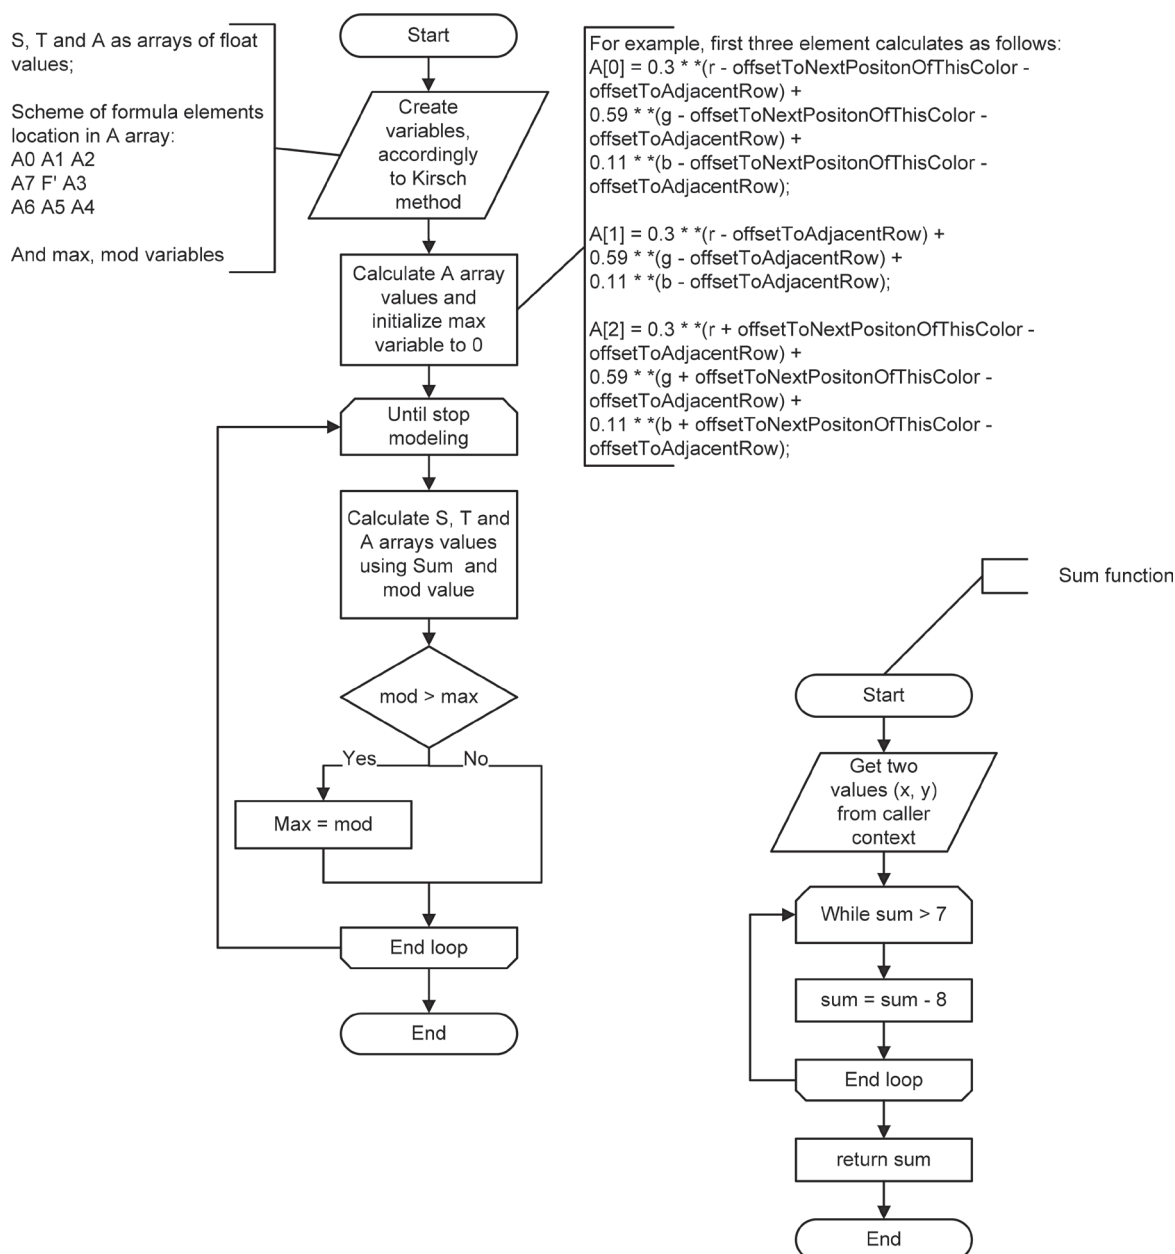 S, T and A as arrays of float
values;
Scheme of formula elements
location in A array:
A0 A1 A2
A7 F' A3
A6 A5 A4
And max, mod variables
Start
Create
variables,
accordingly
to Kirsch
method
Calculate A array
values and
initialize max
variable to 0
Until stop
modeling
Calculate S, T and
A arrays values
using Sum and
mod value
mod > max
Yes
No
Max = mod
End loop
End
For example, first three element calculates as follows:
A[0] = 0.3 * *(r - offsetToNextPositonOfThisColor -
offsetToAdjacentRow) +
0.59 * *(g - offsetToNextPositonOfThisColor -
offsetToAdjacentRow) +
0.11 * *(b - offsetToNextPositonOfThisColor -
offsetToAdjacentRow);
A[1] = 0.3 * *(r - offsetToAdjacentRow) +
0.59 * *(g - offsetToAdjacentRow) +
0.11 * *(b - offsetToAdjacentRow);
A[2] = 0.3 * *(r + offsetToNextPositonOfThisColor -
offsetToAdjacentRow) +
0.59 * *(g + offsetToNextPositonOfThisColor -
offsetToAdjacentRow) +
0.11 * *(b + offsetToNextPositonOfThisColor -
offsetToAdjacentRow);
Sum function
Start
Get two
values (x, y)
from caller
context
While sum > 7
sum = sum - 8
End loop
return sum
End